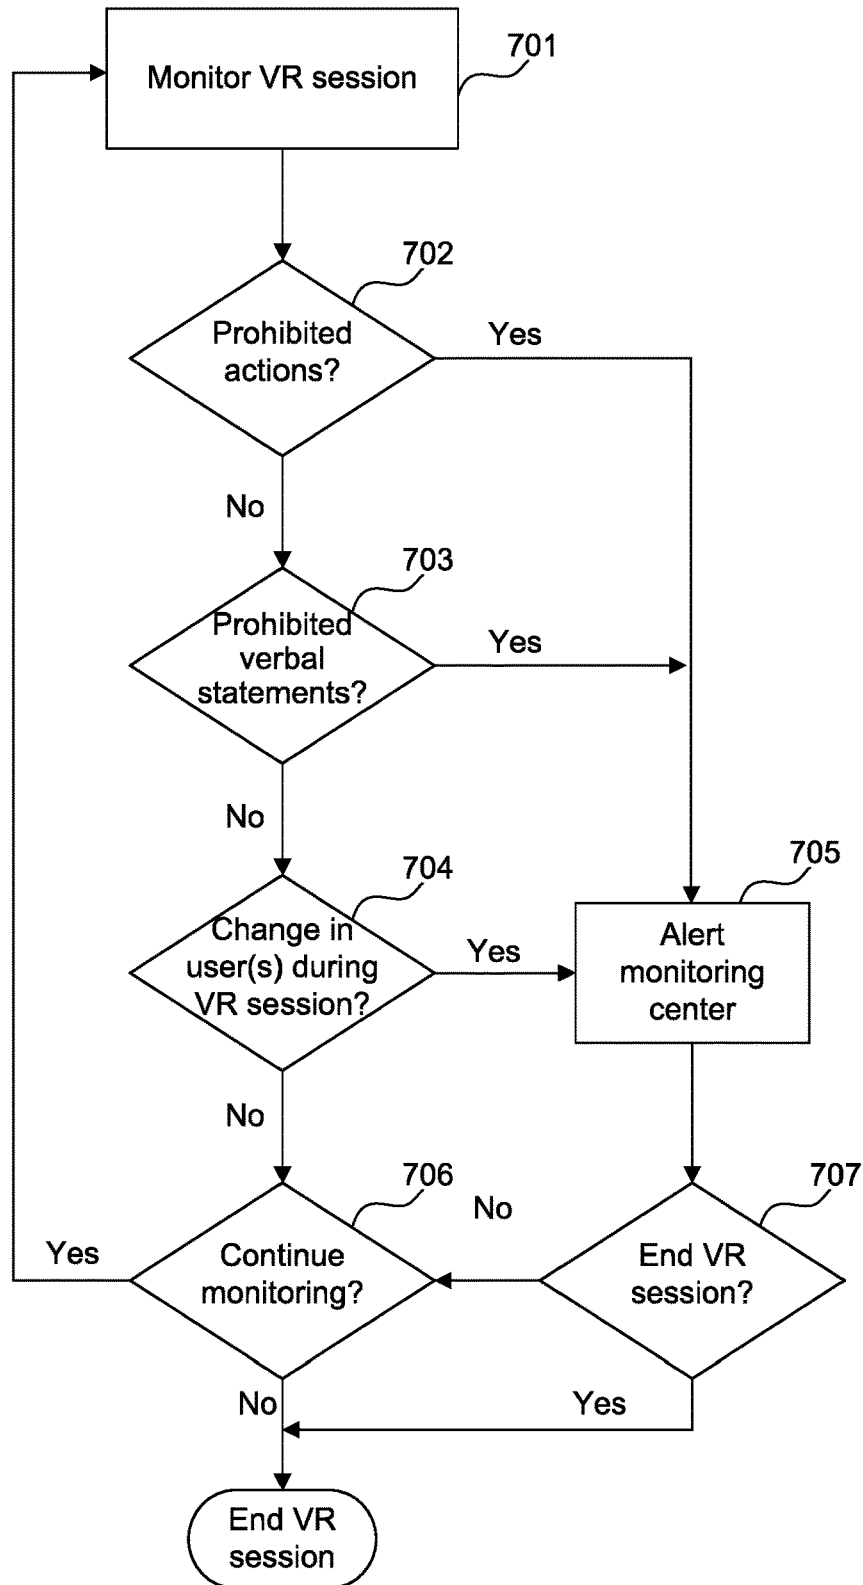 701
Monitor VR session
702
Prohibited
actions?
Yes
No
703
Prohibited
verbal
statements?
Yes
No
704
Change in
user(s) during
VR session?
Yes
705
Alert
monitoring
center
No
706
Continue
monitoring?
Yes
No
707
End VR
session?
No
Yes
End VR
session